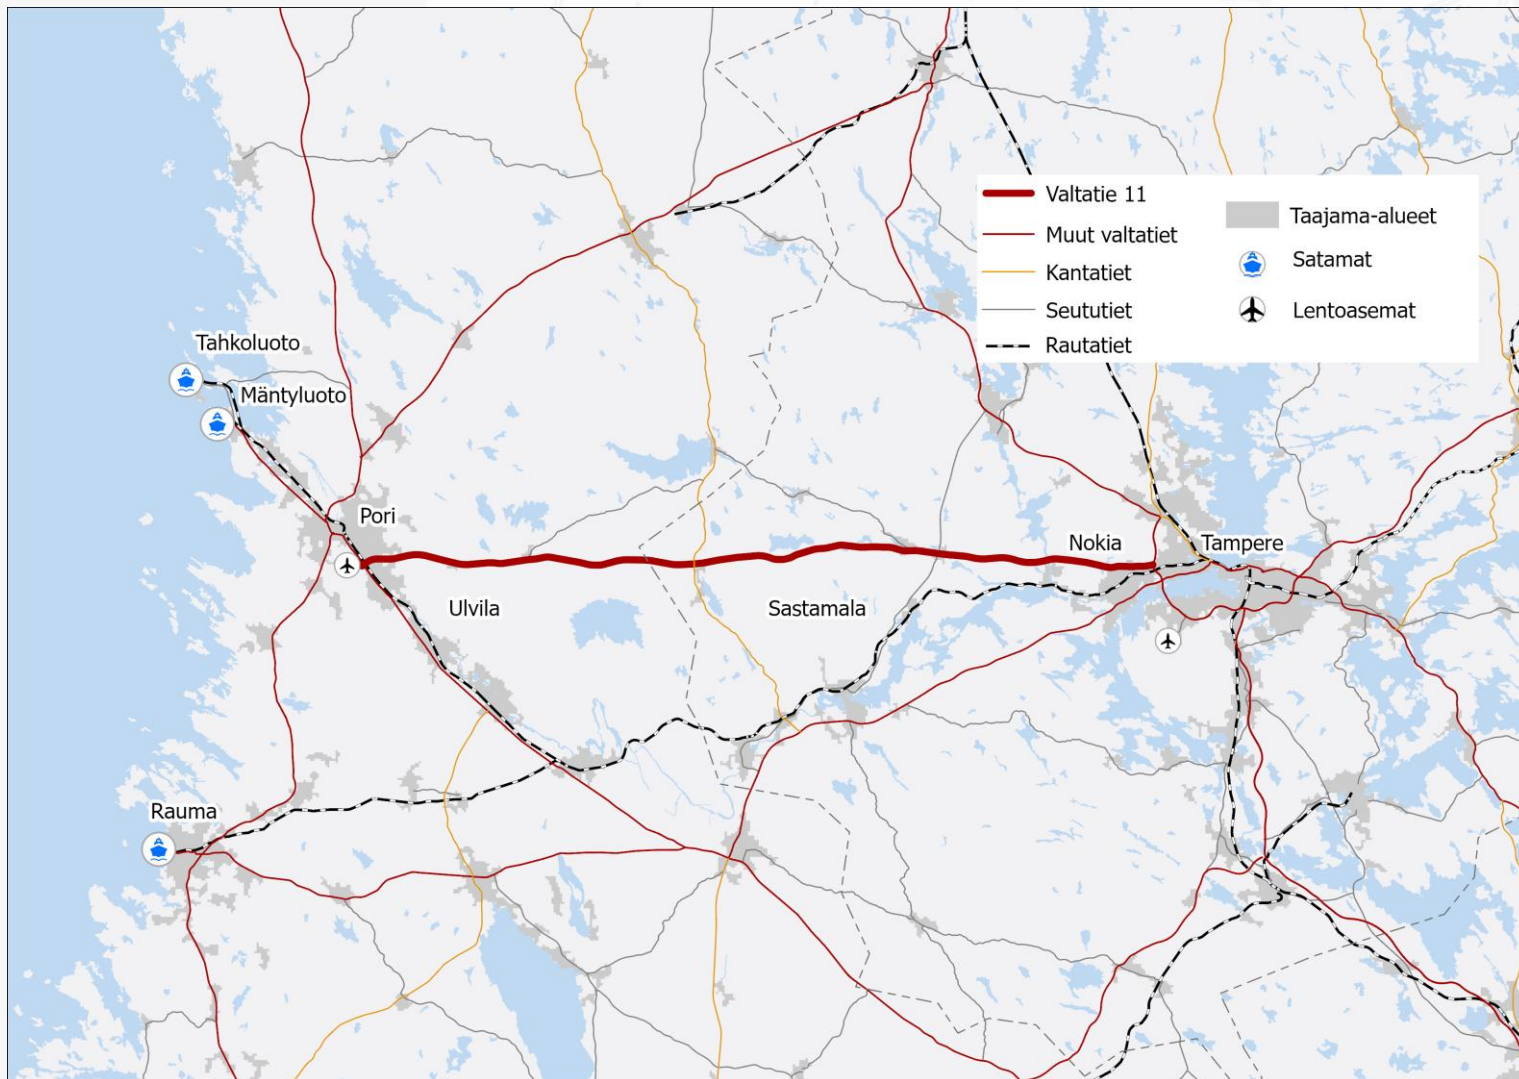 Valtatie 11
Muut valtatiet
Kantatiet
Seututiet
Rautatiet
Taajama-alueet
Satamat
Lentoasemat
Tahkoluoto
Mäntyluoto
Pori
Nokia
Tampere
Ulvila
Sastamala
Rauma